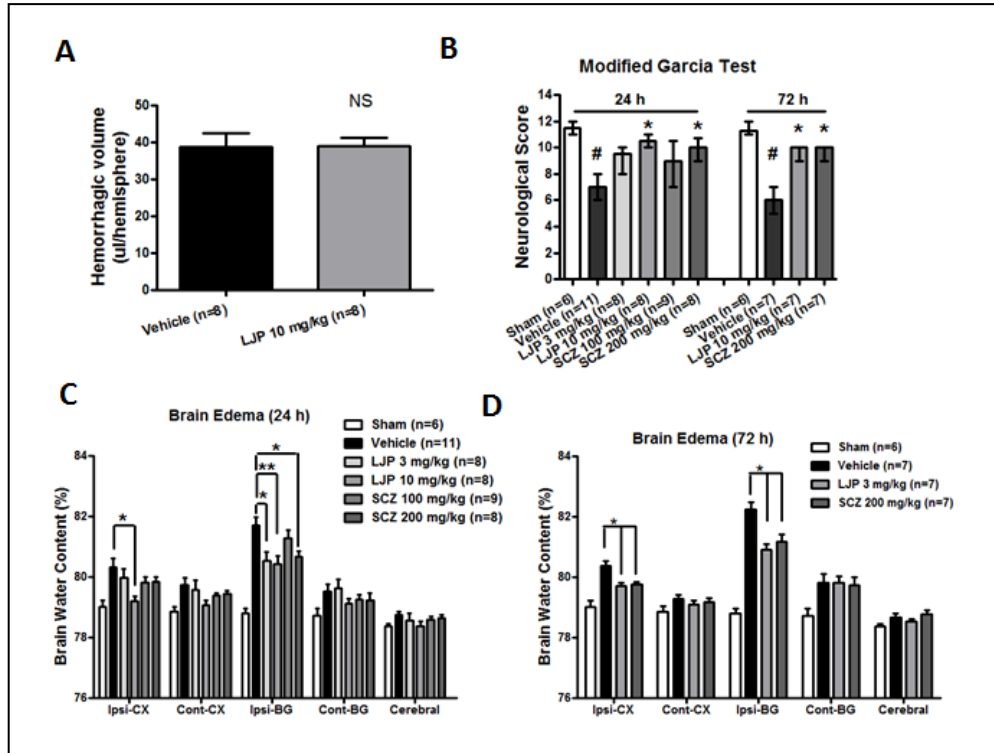 A
NS
Hemorrhagic volume
(ul/hemisphere)
50
40
30
20
10
0
Vehicle (n=8)
LJP 10 mg/kg (n=8)
B
Modified Garcia Test
24 h
72 h
Neurological Score
14
12
10
8
6
4
2
0
#
*
*
#
*
*
Sham (n=6)
Vehicle (n=11)
LJP 3 mg/kg (n=8)
LJP 10 mg/kg (n=8)
SCZ 100 mg/kg (n=9)
SCZ 200 mg/kg (n=8)
Sham (n=6)
Vehicle (n=7)
LJP 10 mg/kg (n=7)
SCZ 200 mg/kg (n=7)
C
Brain Edema (24 h)
Sham (n=6)
Vehicle (n=11)
LJP 3 mg/kg (n=8)
LJP 10 mg/kg (n=8)
SCZ 100 mg/kg (n=9)
SCZ 200 mg/kg (n=8)
Brain Water Content (%)
84
82
80
78
76
*
*
**
*
Ipsi-CX
Cont-CX
Ipsi-BG
Cont-BG
Cerebral
D
Brain Edema (72 h)
Sham (n=6)
Vehicle (n=7)
LJP 3 mg/kg (n=7)
SCZ 200 mg/kg (n=7)
Brain Water Content (%)
84
82
80
78
76
*
*
Ipsi-CX
Cont-CX
Ipsi-BG
Cont-BG
Cerebral